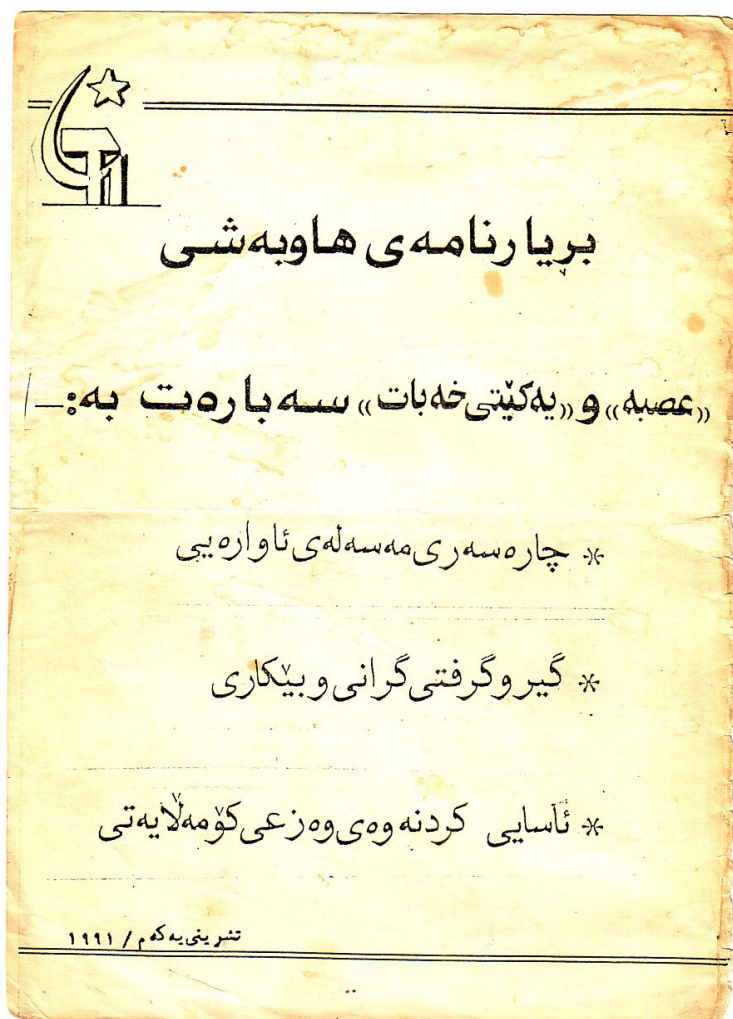 بڕیارنامەی هاوبەشی
«عصبە» و «یەکێتی خەبات» سەبارەت بە:ـ
* چارەسەری مەسەلەی ئاوارەیی
* گیروگرفتی گرانی و بێکاری
* ئاسایی کردنەوەی وەزعی کۆمەڵایەتی
تشرینی یەکەم / ١٩٩١